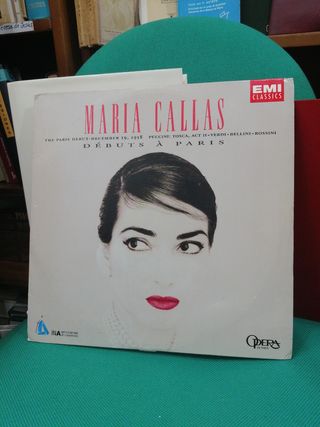 EMI
CLASSICS
MARIA CALLAS
THE PARIS DEBUT • DECEMBER 19, 1958 PUCCINI: TOSCA, ACT II • VERDI • BELLINI • ROSSINI
DÉBUTS À PARIS
INA
OPERA